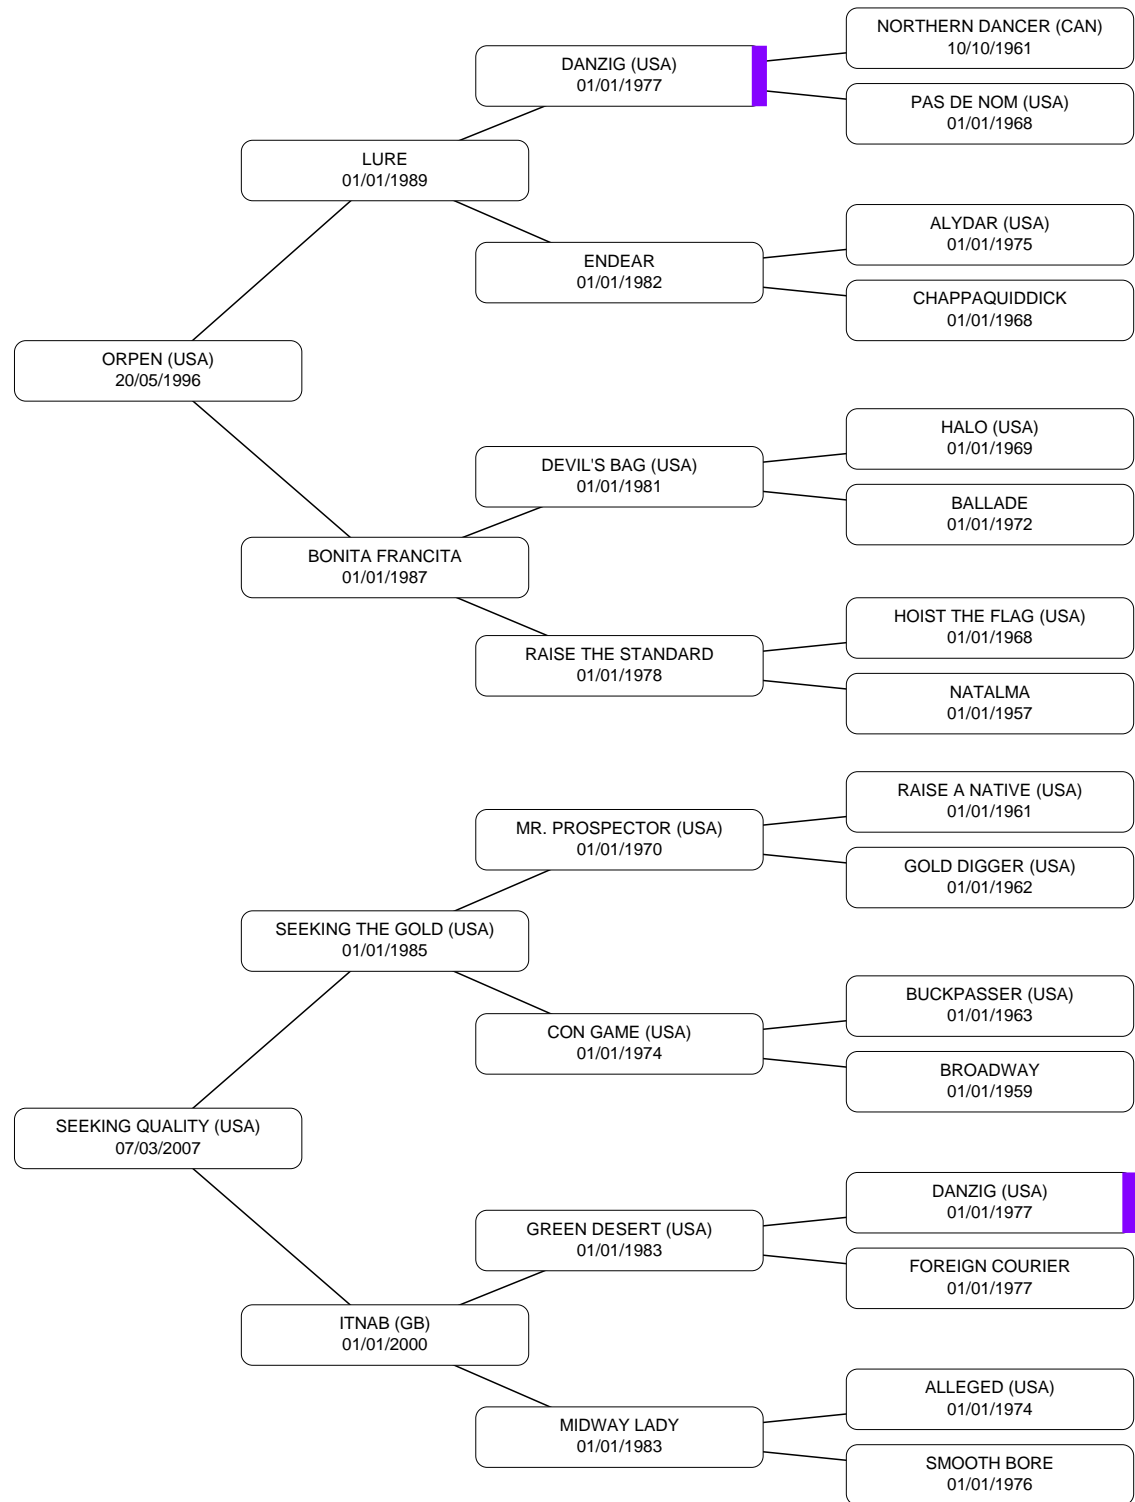 NORTHERN DANCER (CAN)
10/10/1961
DANZIG (USA)
01/01/1977
PAS DE NOM (USA)
01/01/1968
LURE
01/01/1989
ALYDAR (USA)
01/01/1975
ENDEAR
01/01/1982
CHAPPAQUIDDICK
01/01/1968
ORPEN (USA)
20/05/1996
HALO (USA)
01/01/1969
DEVIL'S BAG (USA)
01/01/1981
BALLADE
01/01/1972
BONITA FRANCITA
01/01/1987
HOIST THE FLAG (USA)
01/01/1968
RAISE THE STANDARD
01/01/1978
NATALMA
01/01/1957
RAISE A NATIVE (USA)
01/01/1961
MR. PROSPECTOR (USA)
01/01/1970
GOLD DIGGER (USA)
01/01/1962
SEEKING THE GOLD (USA)
01/01/1985
BUCKPASSER (USA)
01/01/1963
CON GAME (USA)
01/01/1974
BROADWAY
01/01/1959
SEEKING QUALITY (USA)
07/03/2007
DANZIG (USA)
01/01/1977
GREEN DESERT (USA)
01/01/1983
FOREIGN COURIER
01/01/1977
ITNAB (GB)
01/01/2000
ALLEGED (USA)
01/01/1974
MIDWAY LADY
01/01/1983
SMOOTH BORE
01/01/1976